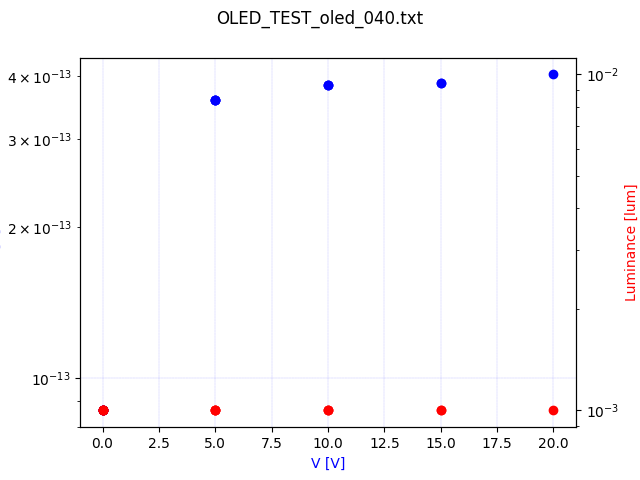 OLED_TEST_oled_040.txt
4 × 10⁻¹³
3 × 10⁻¹³
2 × 10⁻¹³
10⁻¹³
10⁻²
10⁻³
Luminance [lum]
0.0 2.5 5.0 7.5 10.0 12.5 15.0 17.5 20.0
V [V]